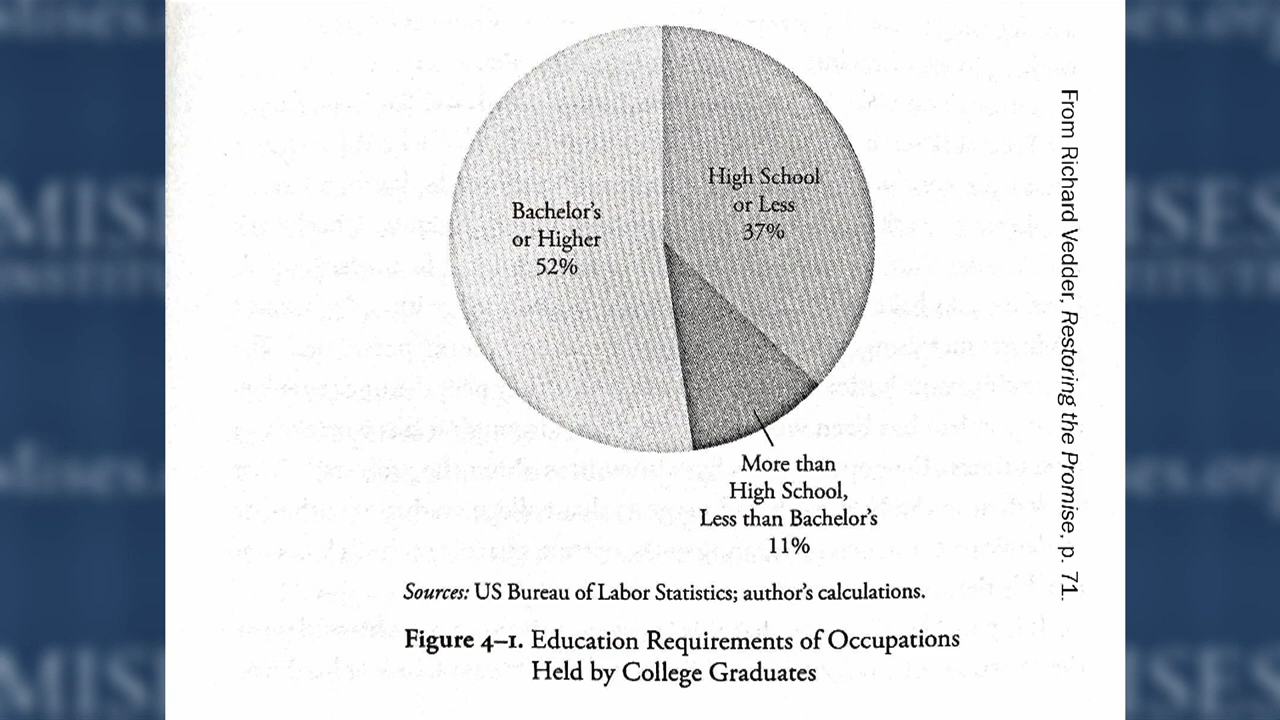 High School
or Less
37%
Bachelor's
or Higher
52%
More than
High School,
Less than Bachelor's
11%
Sources: US Bureau of Labor Statistics; author's calculations.
Figure 4–1. Education Requirements of Occupations
Held by College Graduates
From Richard Vedder, Restoring the Promise, p. 71.